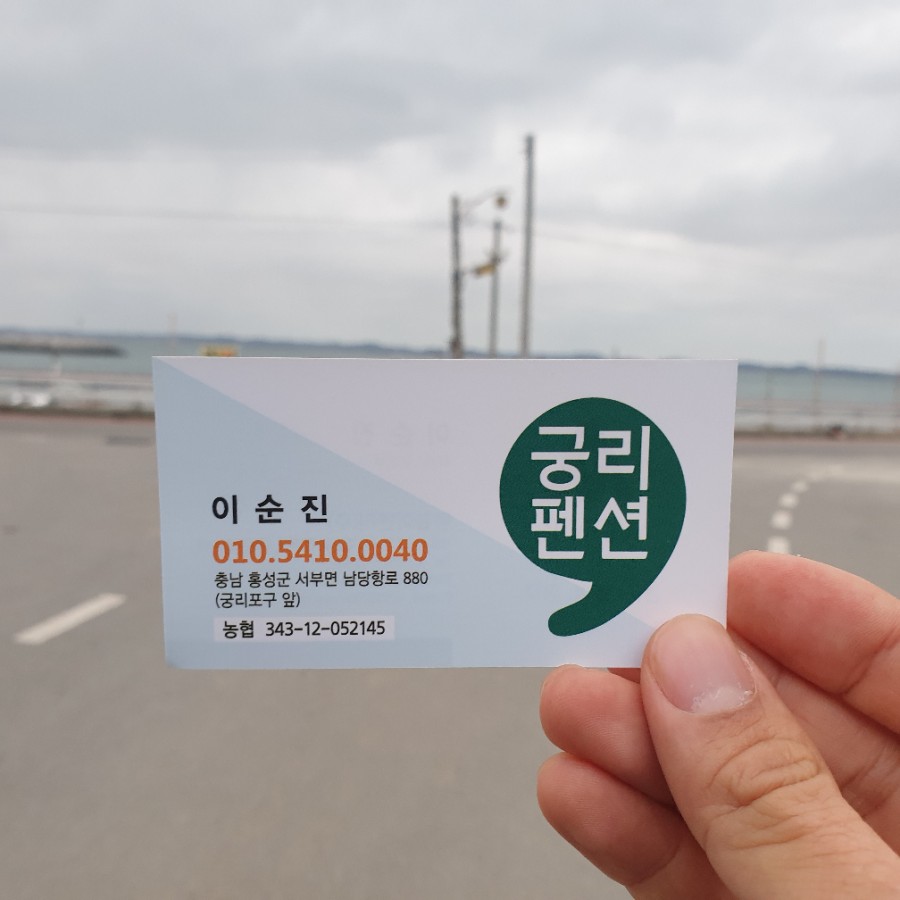 궁리
펜션
이순진
010.5410.0040
충남 홍성군 서부면 남당항로 880
(궁리포구 앞)
농협 343-12-052145